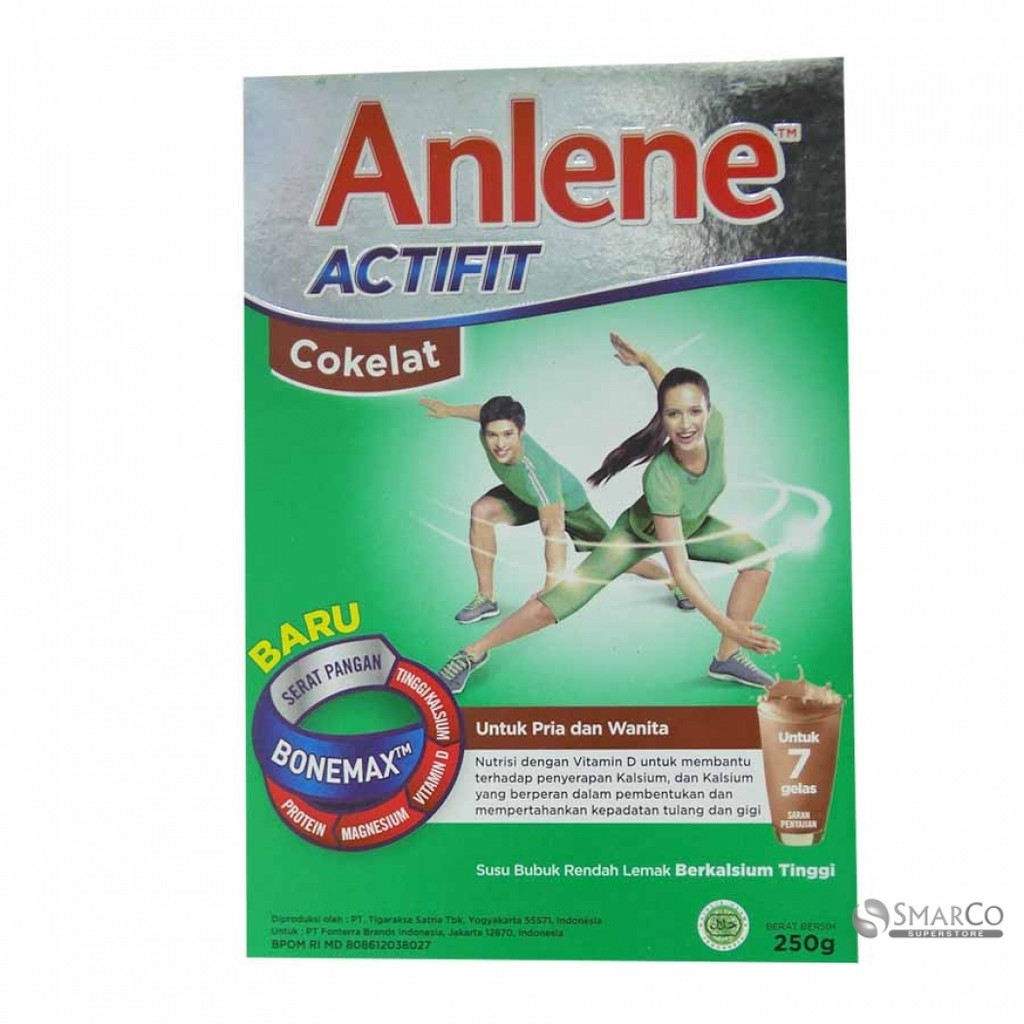 Anlene™
ACTIFIT
Cokelat
BARU
SERAT PANGAN
TINGGI KALSIUM
VITAMIN D
MAGNESIUM
PROTEIN
BONEMAX™
Untuk Pria dan Wanita
Nutrisi dengan Vitamin D untuk membantu
terhadap penyerapan Kalsium, dan Kalsium
yang berperan dalam pembentukan dan
mempertahankan kepadatan tulang dan gigi
Untuk
7
gelas
SARAN
PENYAJIAN
Susu Bubuk Rendah Lemak Berkalsium Tinggi
Diproduksi oleh : PT. Tigaraksa Satria Tbk, Yogyakarta 55571, Indonesia
Untuk : PT Fonterra Brands Indonesia, Jakarta 12870, Indonesia
BPOM RI MD 808612038027
حلال
BERAT BERSIH
250g
SMARCO
SUPERSTORE